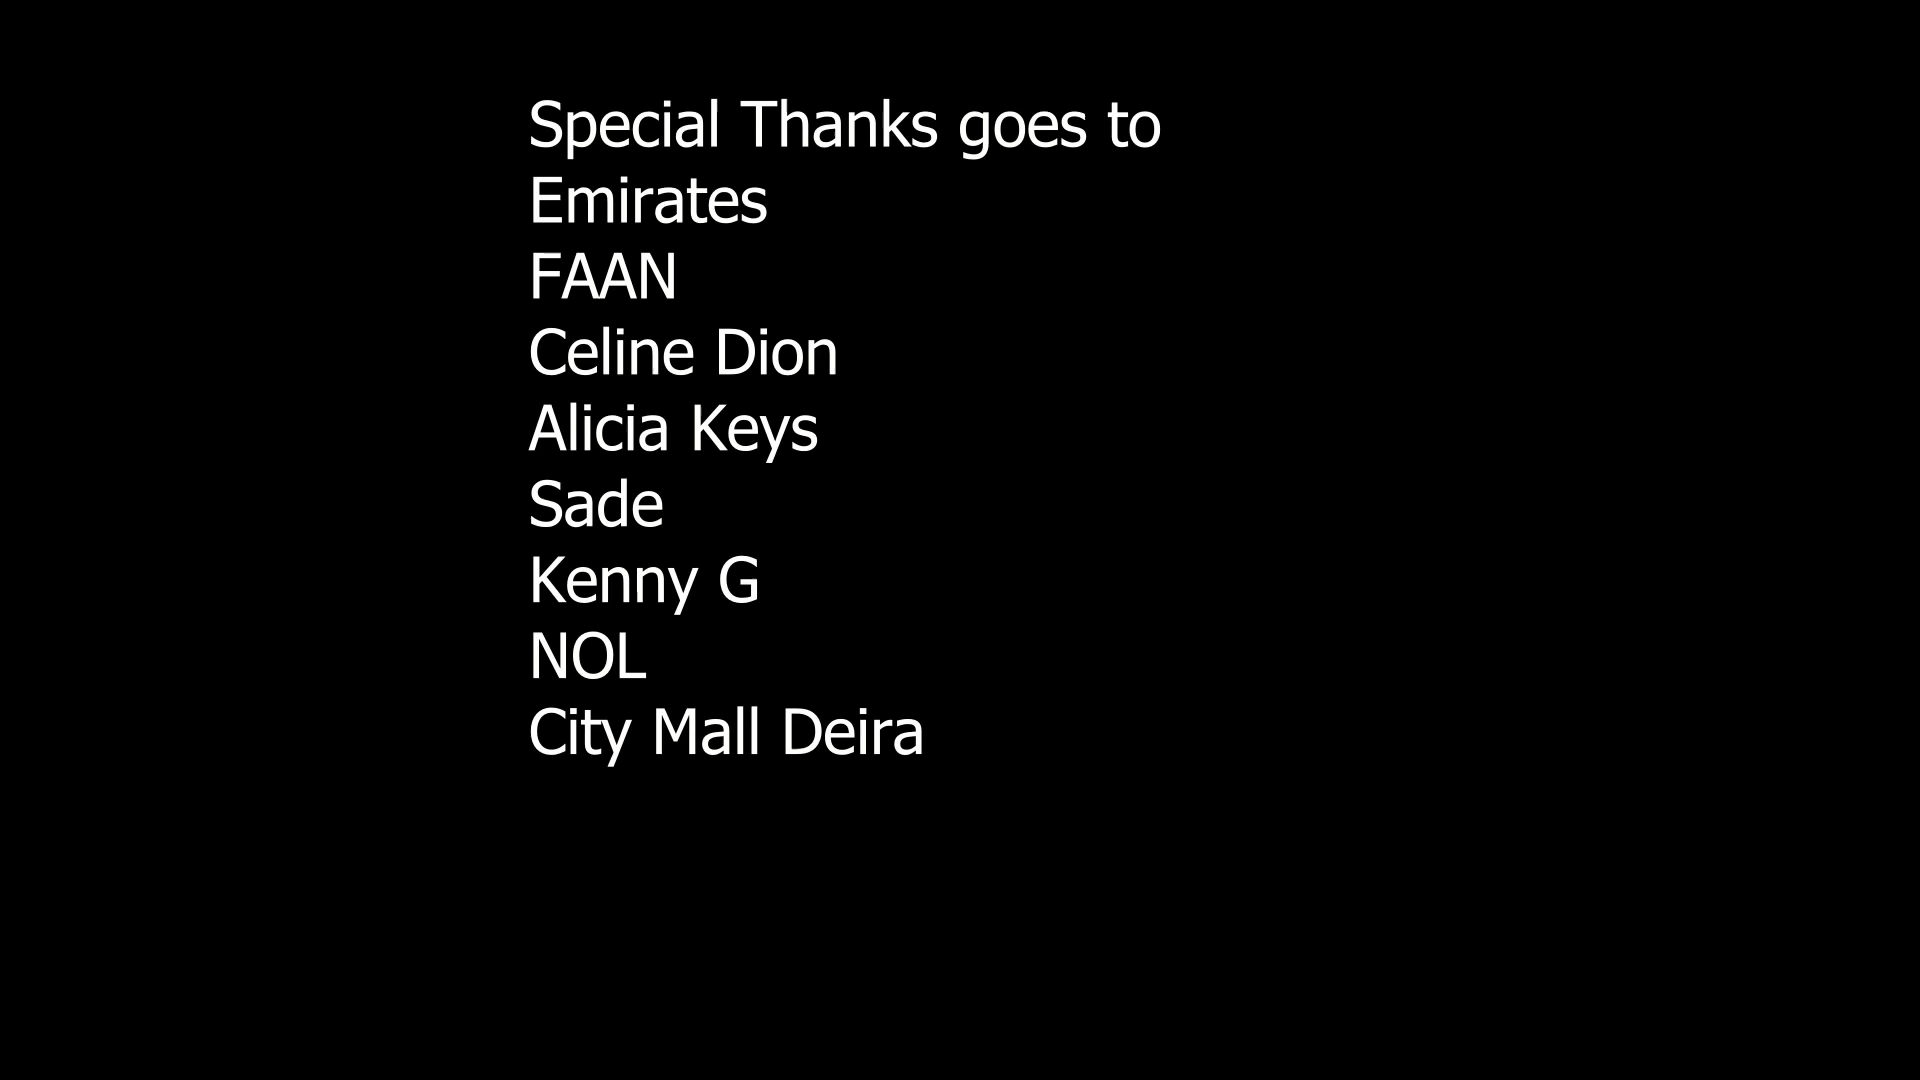 Special Thanks goes to
Emirates
FAAN
Celine Dion
Alicia Keys
Sade
Kenny G
NOL
City Mall Deira